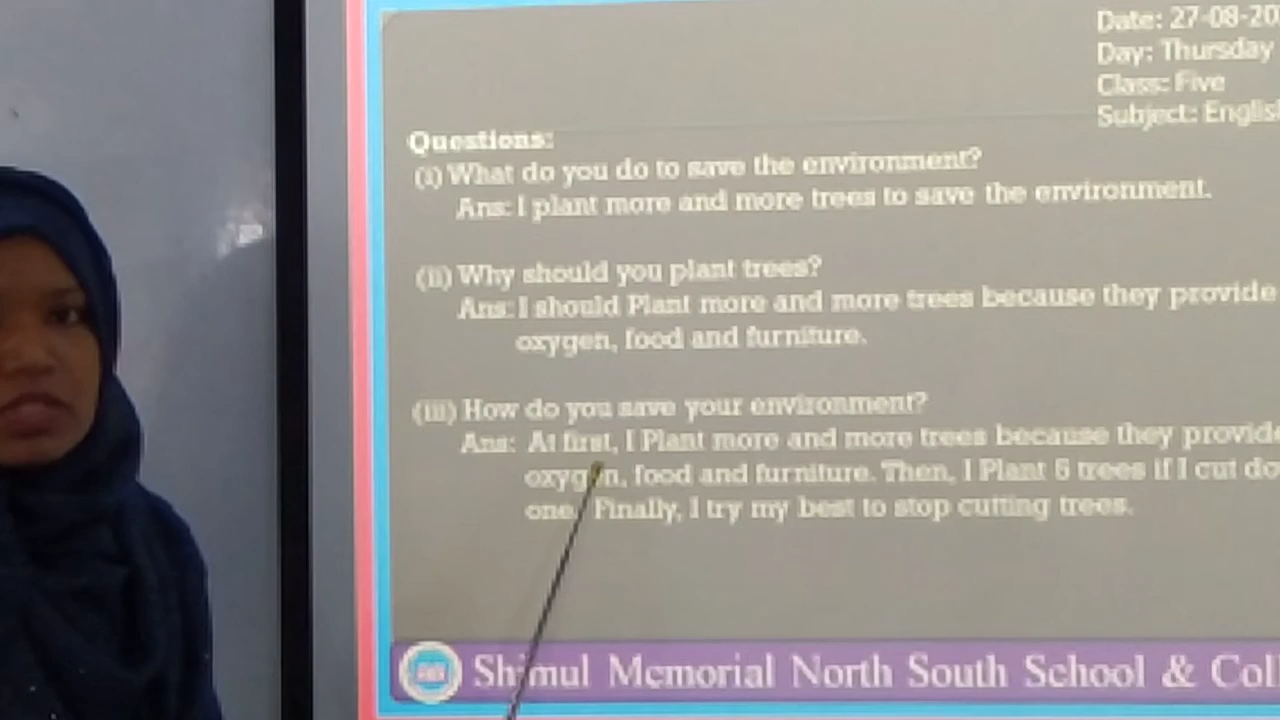 Date: 27-08-20
Day: Thursday
Class: Five
Subject: English
Questions:
(i) What do you do to save the environment?
Ans: I plant more and more trees to save the environment.
(ii) Why should you plant trees?
Ans: I should Plant more and more trees because they provide
oxygen, food and furniture.
(iii) How do you save your environment?
Ans: At first, I Plant more and more trees because they provide
oxygen, food and furniture. Then, I Plant 5 trees if I cut do
one. Finally, I try my best to stop cutting trees.
Shimul Memorial North South School & Col